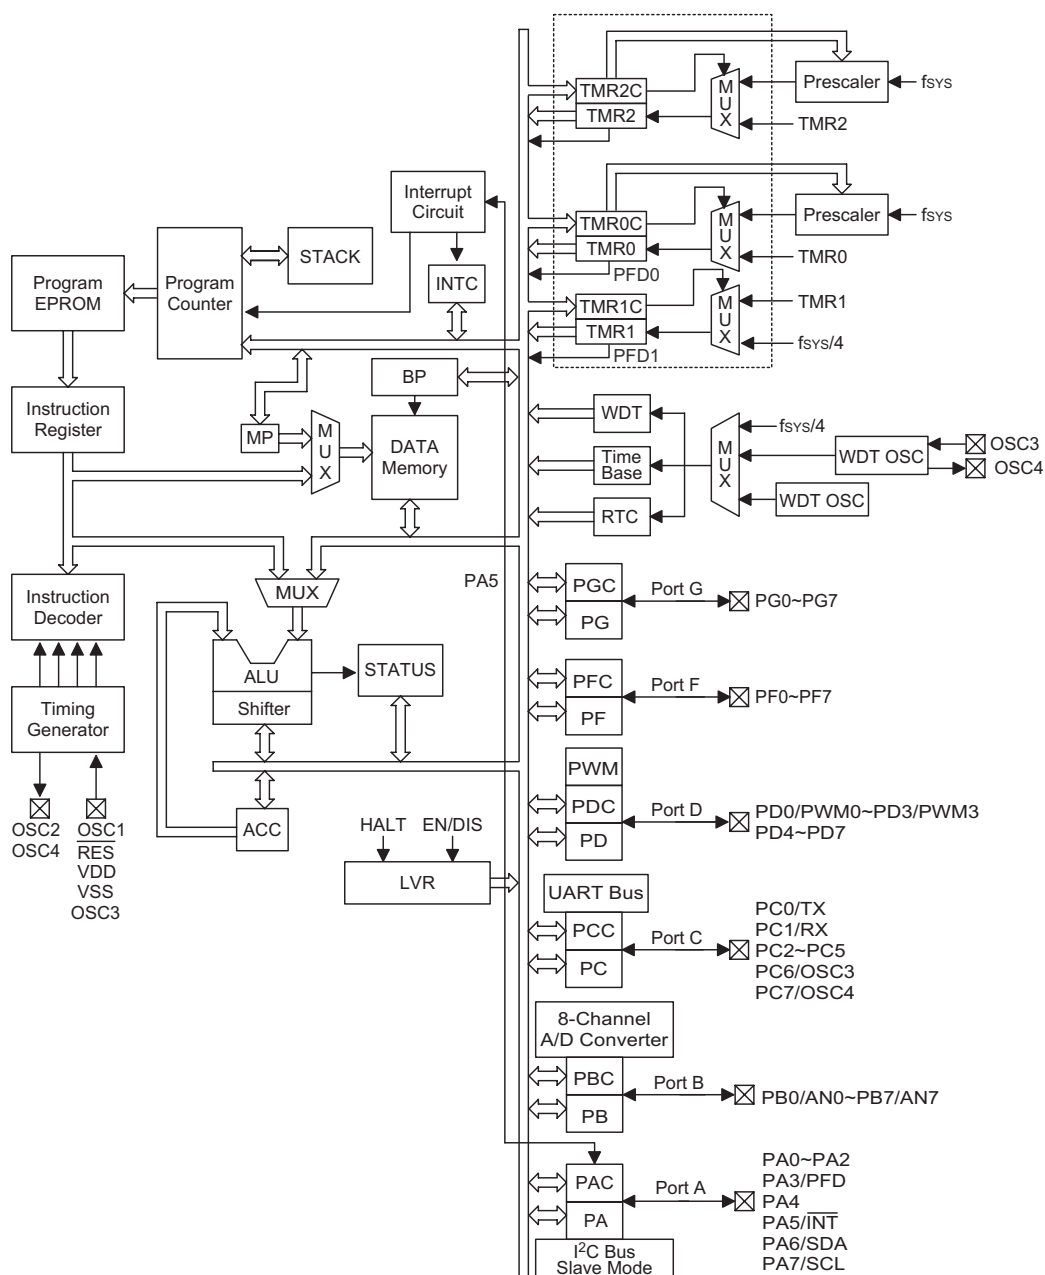 TMR2C
TMR2
MUX
Prescaler
fSYS
TMR2
Interrupt
Circuit
TMR0C
TMR0
PFD0
MUX
Prescaler
fSYS
TMR0
STACK
INTC
Program
EPROM
Program
Counter
TMR1C
TMR1
PFD1
MUX
TMR1
fSYS/4
BP
Instruction
Register
MP
MUX
DATA
Memory
WDT
Time
Base
RTC
MUX
fSYS/4
WDT OSC
WDT OSC
OSC3
OSC4
PA5
Instruction
Decoder
MUX
ALU
Shifter
STATUS
PGC
PG
Port G
PG0~PG7
Timing
Generator
PFC
PF
Port F
PF0~PF7
OSC2
OSC4
OSC1
RES
VDD
VSS
OSC3
ACC
HALT
EN/DIS
LVR
PWM
PDC
PD
Port D
PD0/PWM0~PD3/PWM3
PD4~PD7
UART Bus
PCC
PC
Port C
PC0/TX
PC1/RX
PC2~PC5
PC6/OSC3
PC7/OSC4
8-Channel
A/D Converter
PBC
PB
Port B
PB0/AN0~PB7/AN7
PAC
PA
Port A
PA0~PA2
PA3/PFD
PA4
PA5/INT
PA6/SDA
PA7/SCL
I²C Bus
Slave Mode